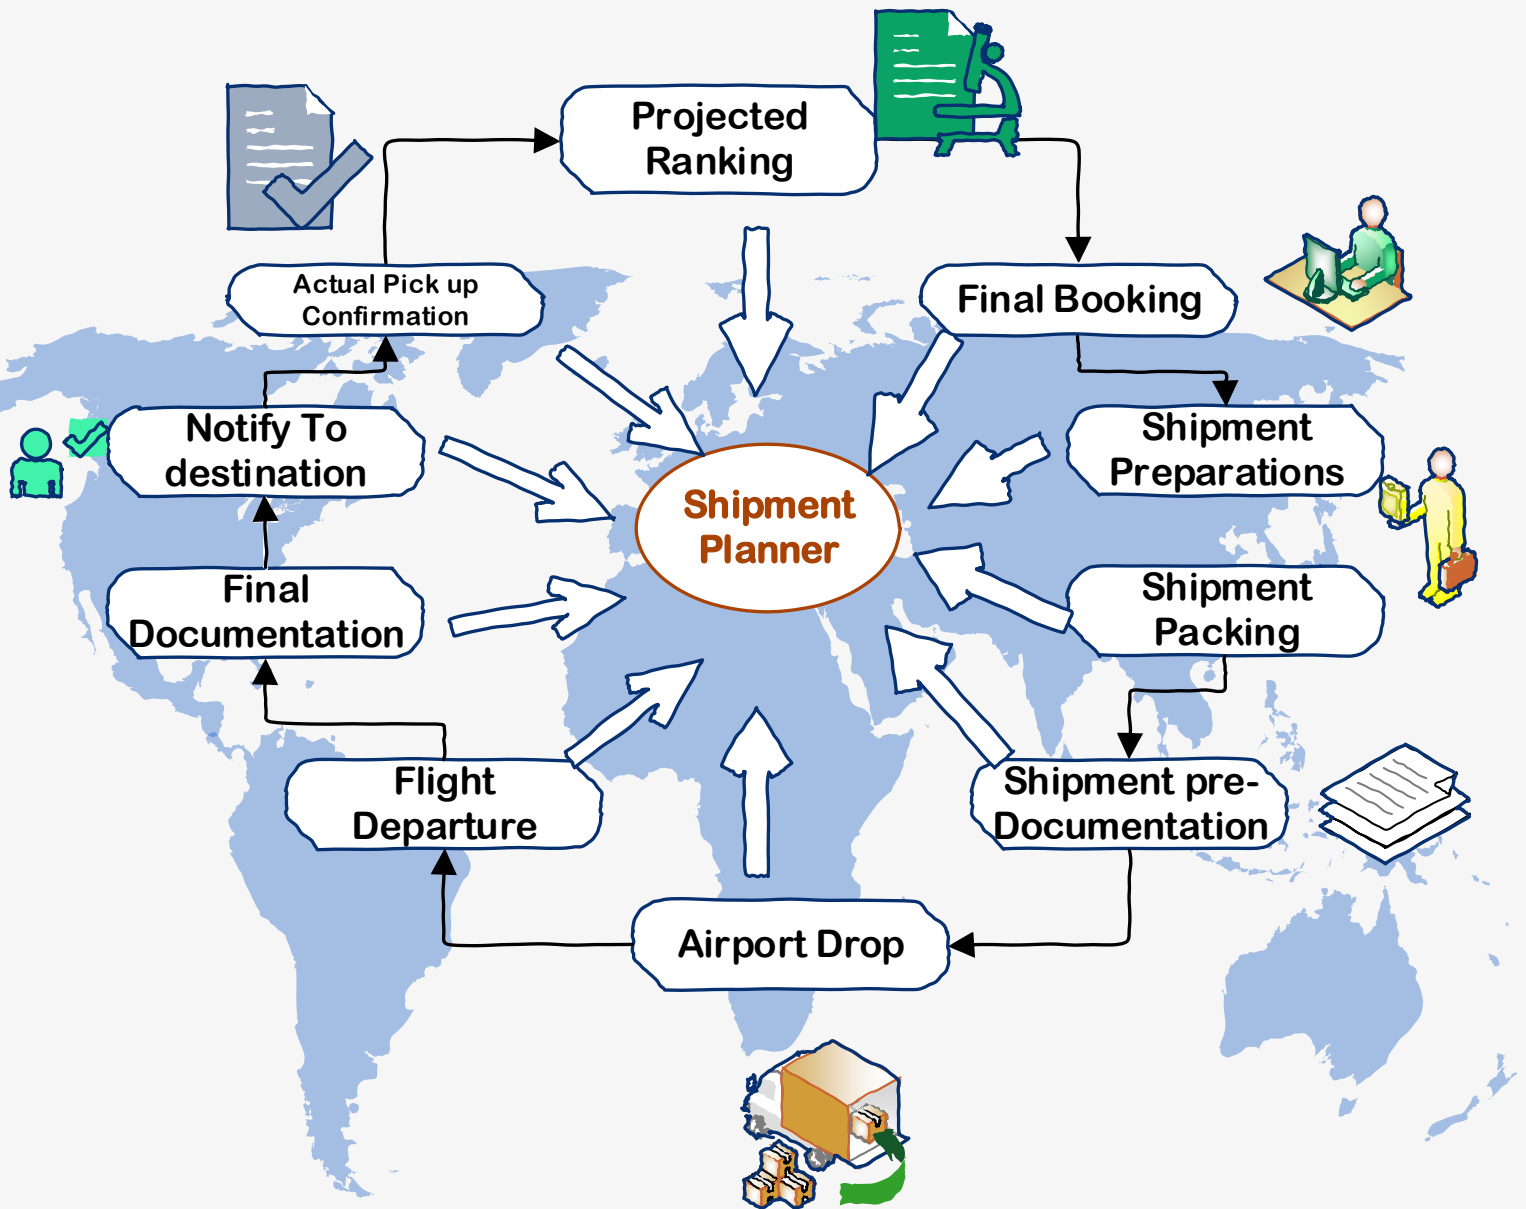 Projected
Ranking
Actual Pick up
Confirmation
Final Booking
Notify To
destination
Shipment
Preparations
Shipment
Planner
Final
Documentation
Shipment
Packing
Flight
Departure
Shipment pre-
Documentation
Airport Drop